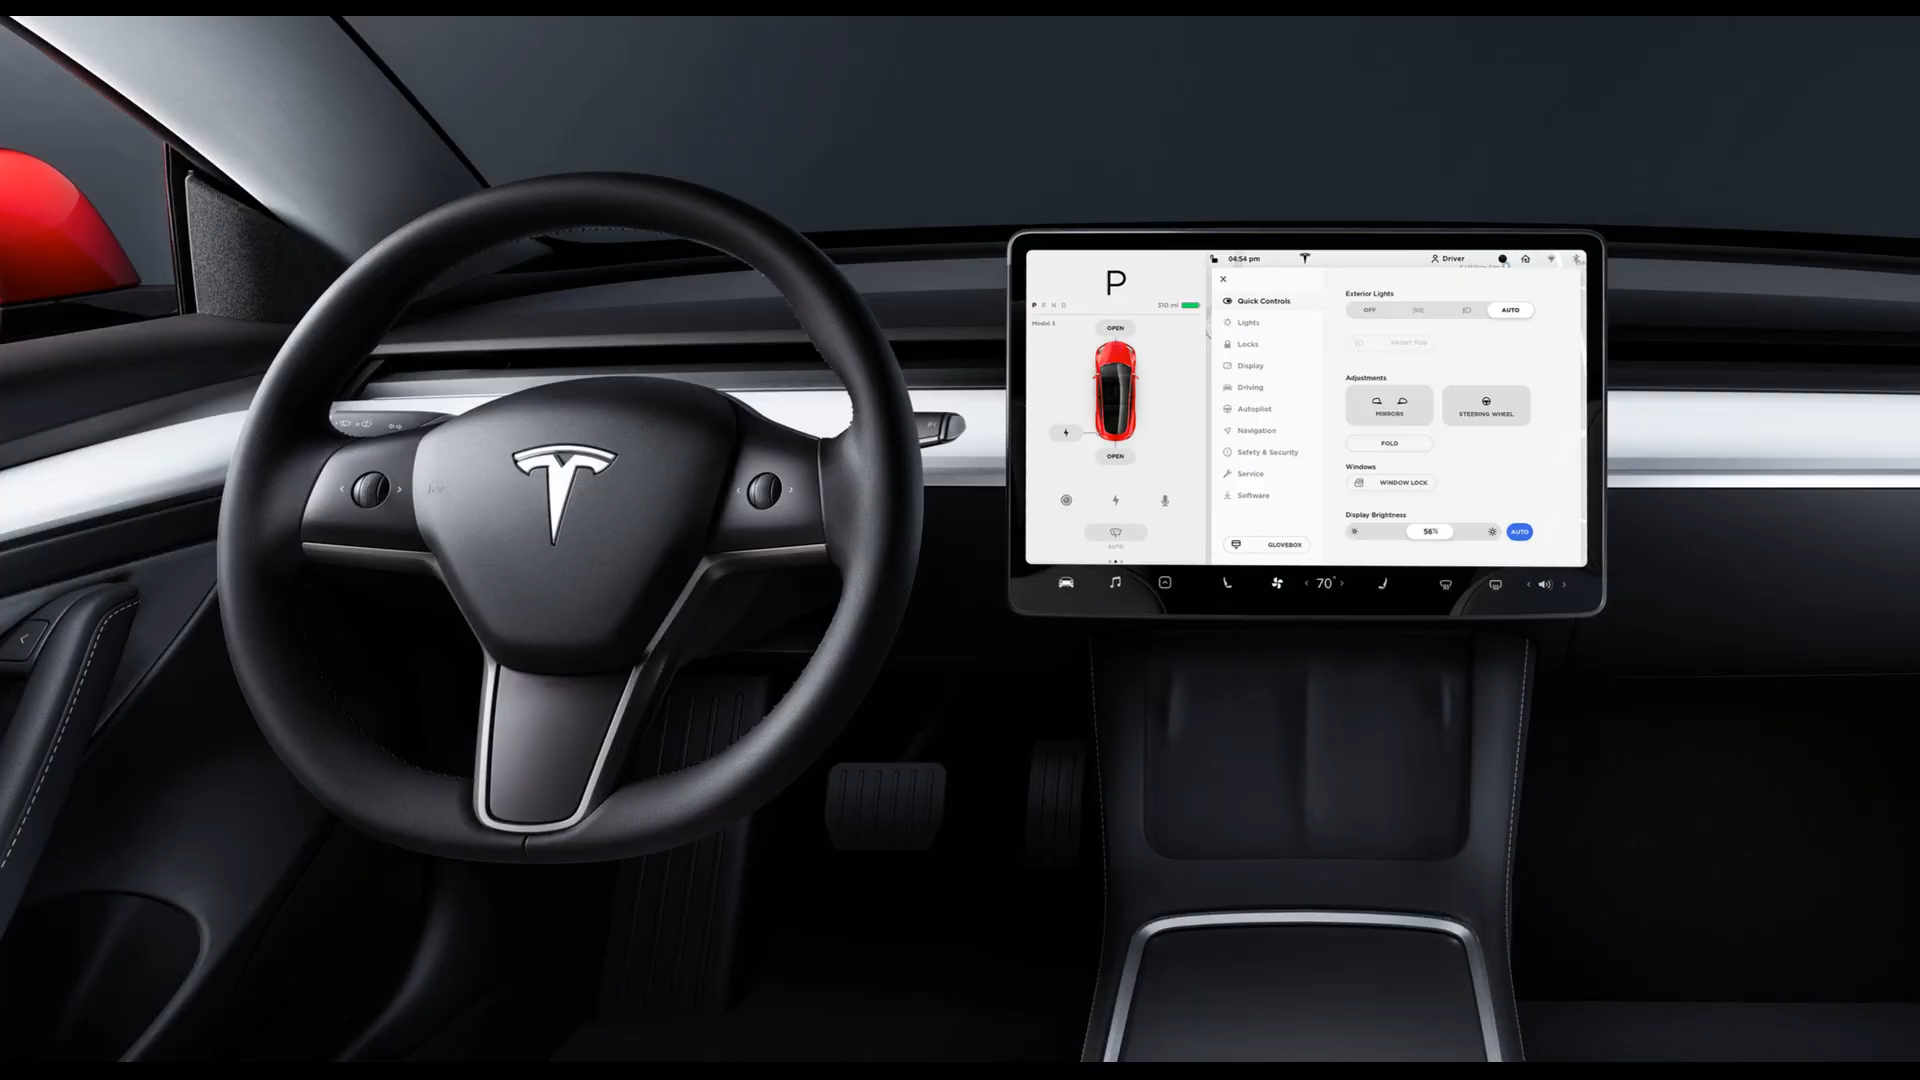 P
P R N D
310 mi
Model 3
OPEN
OPEN
AUTO
04:54 pm
Driver
Quick Controls
Lights
Locks
Display
Driving
Autopilot
Navigation
Safety & Security
Service
Software
GLOVEBOX
Exterior Lights
OFF
AUTO
FRONT FOG
Adjustments
MIRRORS
STEERING WHEEL
FOLD
Windows
WINDOW LOCK
Display Brightness
56%
AUTO
70°